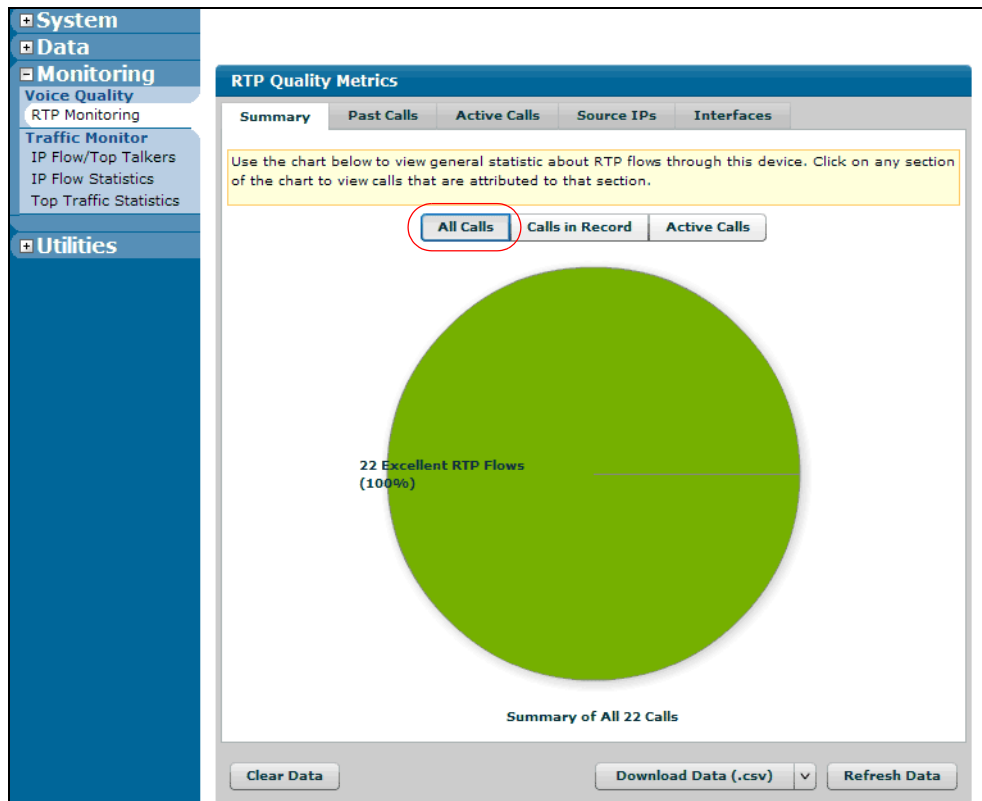 System
Data
Monitoring
Voice Quality
RTP Monitoring
Traffic Monitor
IP Flow/Top Talkers
IP Flow Statistics
Top Traffic Statistics
Utilities
RTP Quality Metrics
Summary Past Calls Active Calls Source IPs Interfaces
Use the chart below to view general statistic about RTP flows through this device. Click on any section
of the chart to view calls that are attributed to that section.
All Calls Calls in Record Active Calls
22 Excellent RTP Flows
(100%)
Summary of All 22 Calls
Clear Data Download Data (.csv) Refresh Data